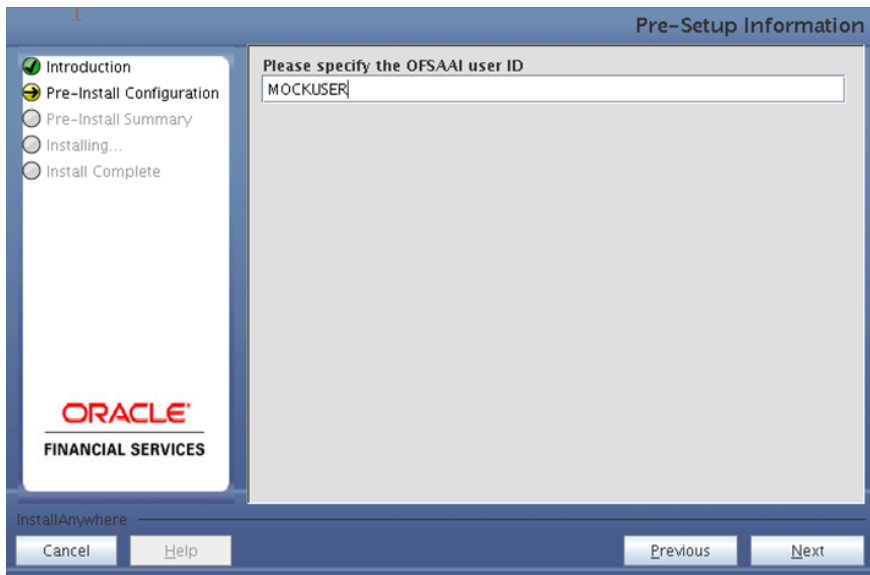 Pre-Setup Information
Introduction
Pre-Install Configuration
Pre-Install Summary
Installing...
Install Complete
ORACLE
FINANCIAL SERVICES
Please specify the OFSAAI user ID
MOCKUSER
InstallAnywhere
Cancel
Help
Previous
Next